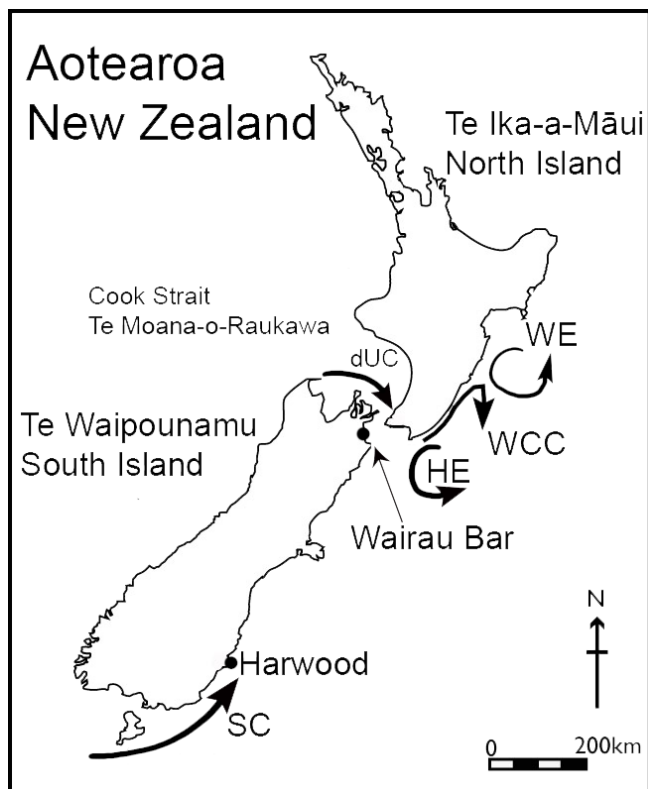 Aotearoa
New Zealand
Te Ika-a-Māui
North Island
Cook Strait
Te Moana-o-Raukawa
dUC
WE
Te Waipounamu
South Island
WCC
HE
Wairau Bar
N
Harwood
SC
0 200km